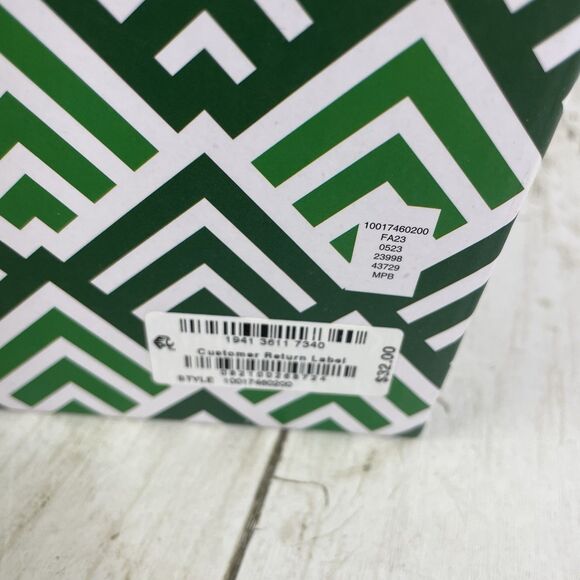 10017460200
FA23
0523
23998
43729
MPB
1941 3611 7340
Customer Return Label
$32.00
STYLE 10017460200